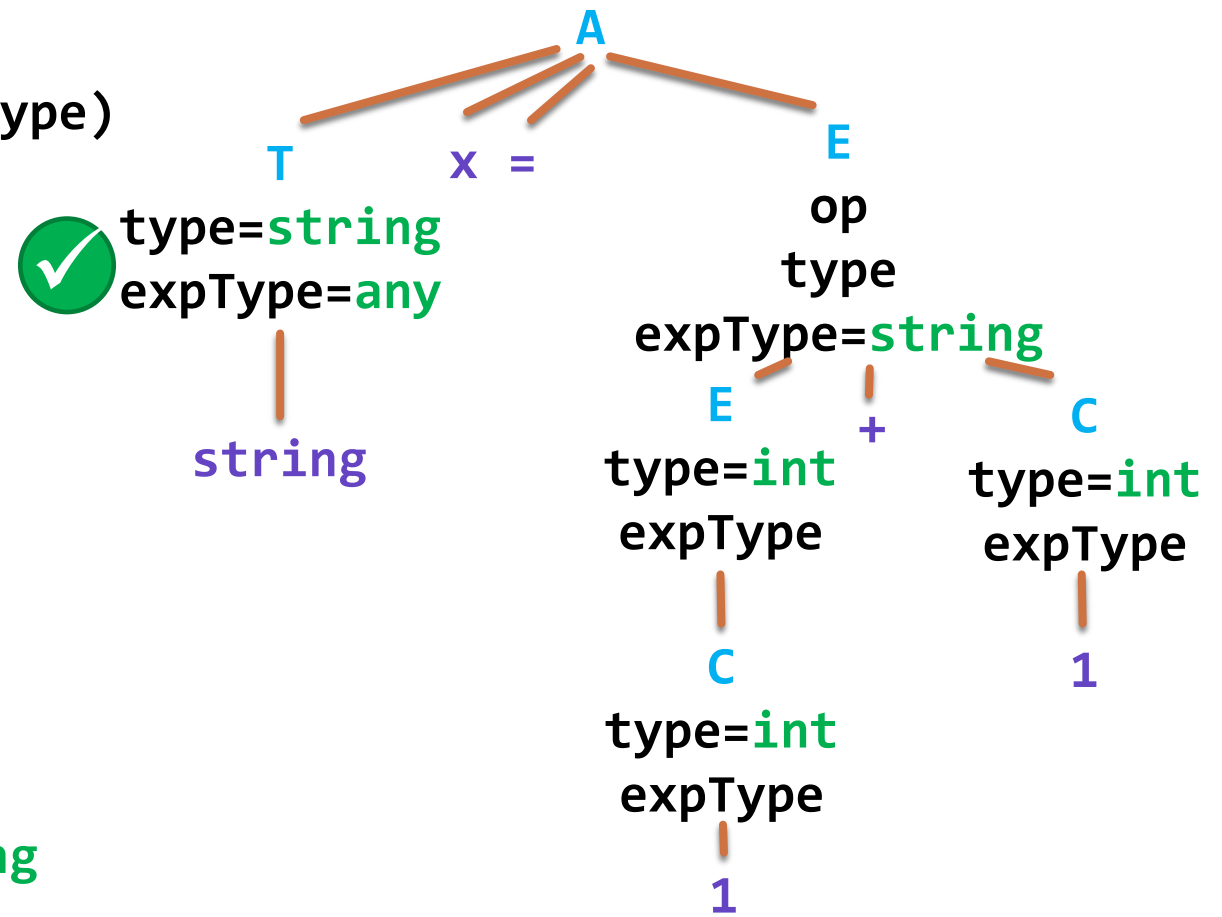 A
ype)
T
x =
E
type=string
expType=any
op
type
expType=string
string
E
+
C
type=int
expType
type=int
expType
C
1
type=int
expType
1
ng